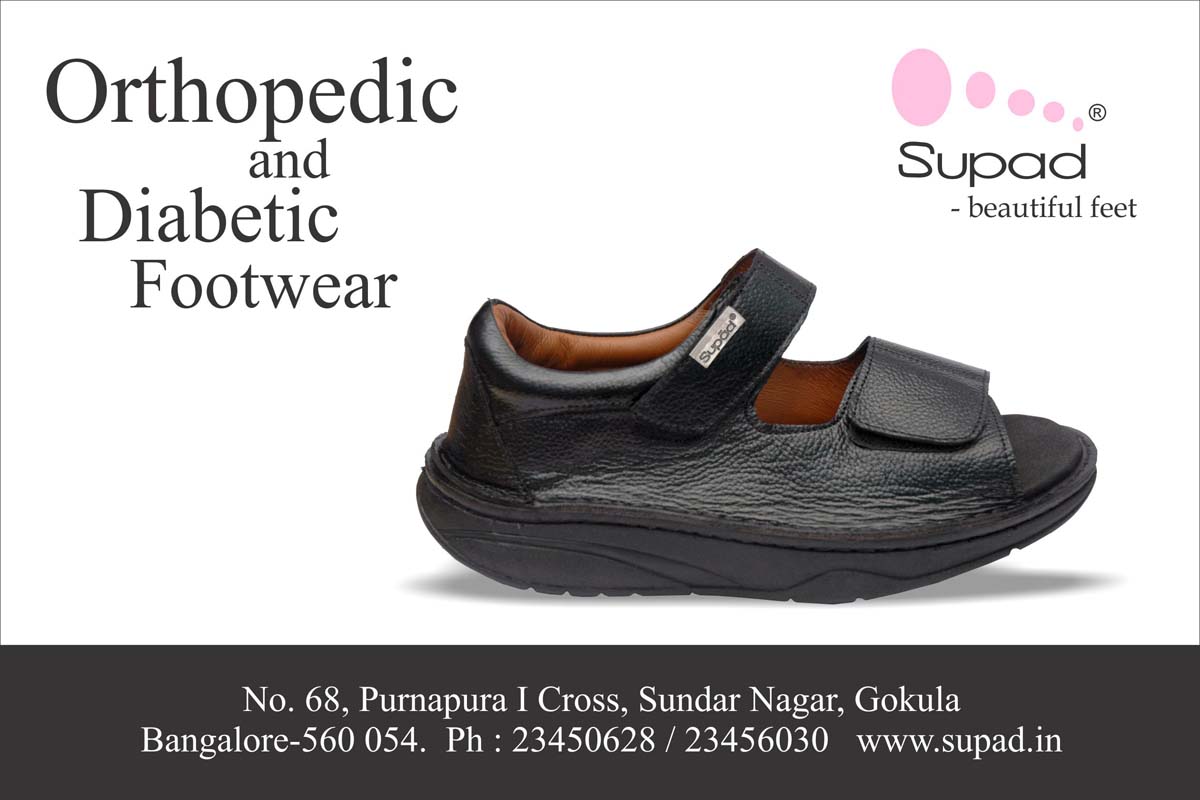 Orthopedic
and
Diabetic
Footwear
®
Supad
- beautiful feet
Supad®
No. 68, Purnapura I Cross, Sundar Nagar, Gokula
Bangalore-560 054. Ph : 23450628 / 23456030 www.supad.in